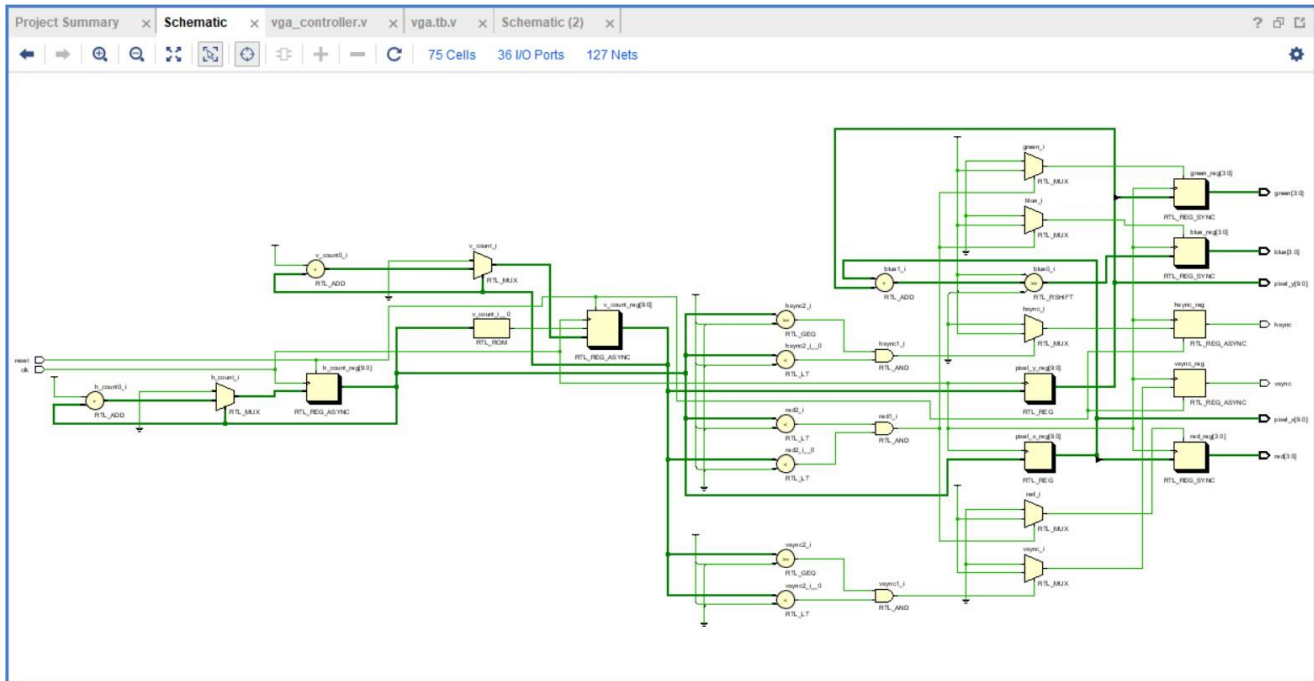 Project Summary
Schematic
vga_controller.v
vga.tb.v
Schematic (2)
75 Cells 36 I/O Ports 127 Nets
green_i
RTL_MUX
green_reg[3:0]
RTL_REG_SYNC
green[3:0]
blue_i
RTL_MUX
blue_reg[3:0]
RTL_REG_SYNC
blue[3:0]
v_count0_i
RTL_ADD
v_count_i
RTL_MUX
blue1_i
RTL_ADD
blue0_i
RTL_RSHIFT
pixel_y[9:0]
v_count_i__0
RTL_ROM
v_count_reg[9:0]
RTL_REG_ASYNC
hsync2_i
RTL_GEQ
hsync2_i__0
RTL_LT
hsync1_i
RTL_AND
hsync_i
RTL_MUX
hsync_reg
RTL_REG_ASYNC
hsync
reset
clk
h_count0_i
RTL_ADD
h_count_i
RTL_MUX
h_count_reg[9:0]
RTL_REG_ASYNC
pixel_y_reg[9:0]
RTL_REG
vsync_reg
RTL_REG_ASYNC
vsync
red2_i
RTL_LT
red2_i__0
RTL_LT
red1_i
RTL_AND
pixel_x_reg[9:0]
RTL_REG
pixel_x[9:0]
red_reg[3:0]
RTL_REG_SYNC
red[3:0]
red_i
RTL_MUX
vsync2_i
RTL_GEQ
vsync2_i__0
RTL_LT
vsync1_i
RTL_AND
vsync_i
RTL_MUX